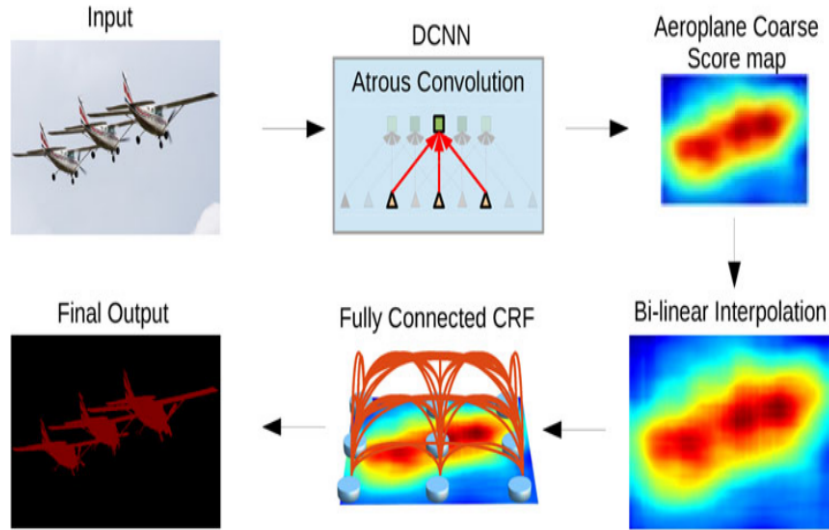 Input
DCNN
Atrous Convolution
Aeroplane Coarse
Score map
Final Output
Fully Connected CRF
Bi-linear Interpolation